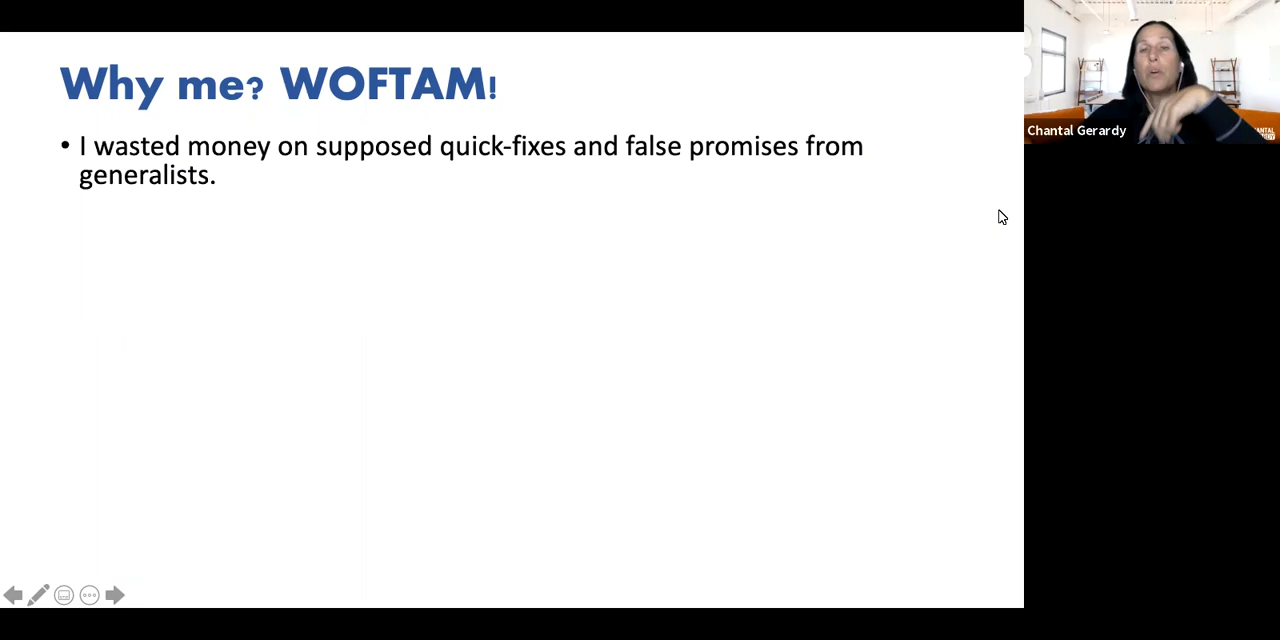 Why me? WOFTAM!
• I wasted money on supposed quick-fixes and false promises from
generalists.
Chantal Gerardy